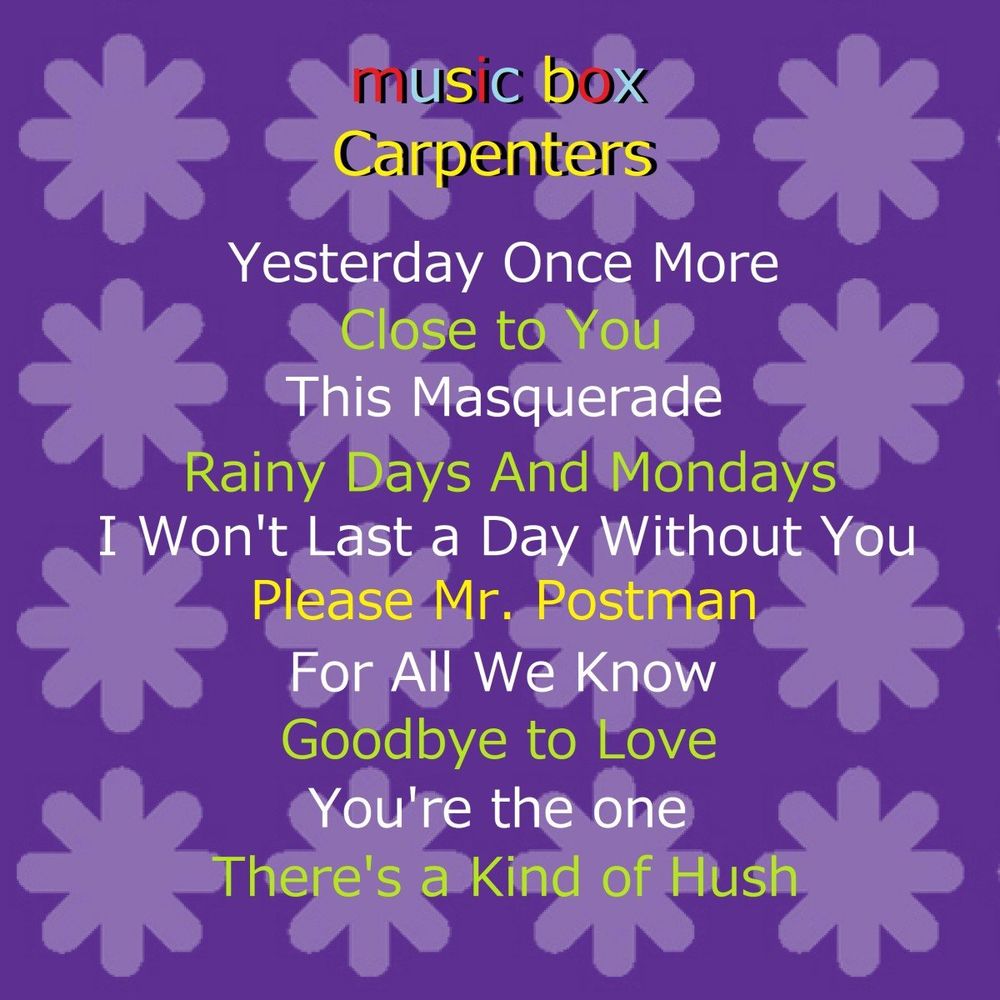 music box
Carpenters
Yesterday Once More
Close to You
This Masquerade
Rainy Days And Mondays
I Won't Last a Day Without You
Please Mr. Postman
For All We Know
Goodbye to Love
You're the one
There's a Kind of Hush